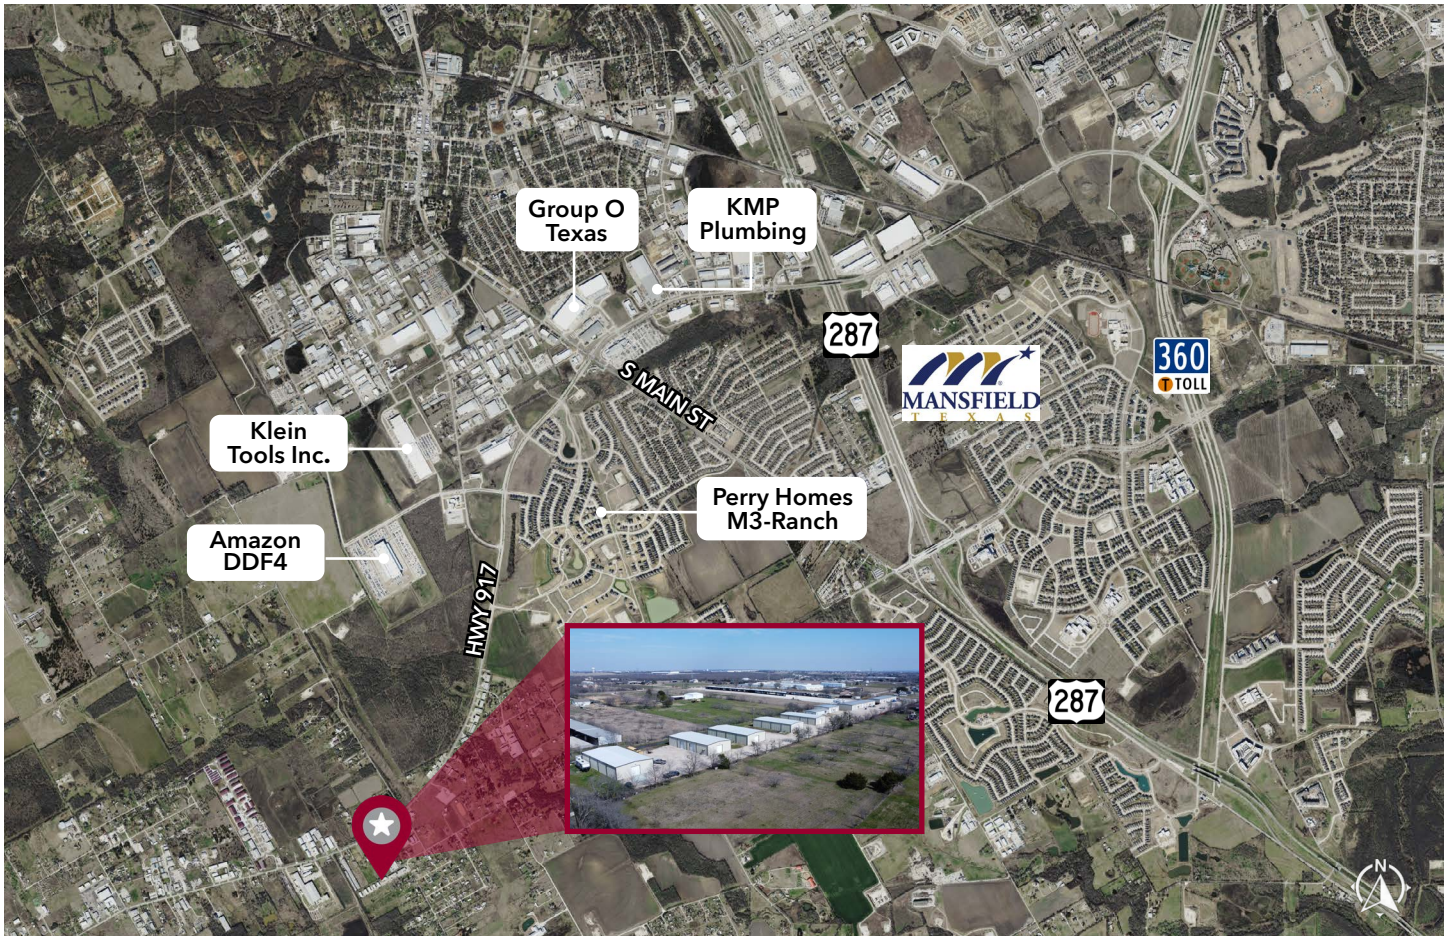 Group O
Texas
KMP
Plumbing
287
MANSFIELD
T E X A S
360
T TOLL
S MAIN ST
Klein
Tools Inc.
Perry Homes
M3-Ranch
Amazon
DDF4
HWY 917
287
N